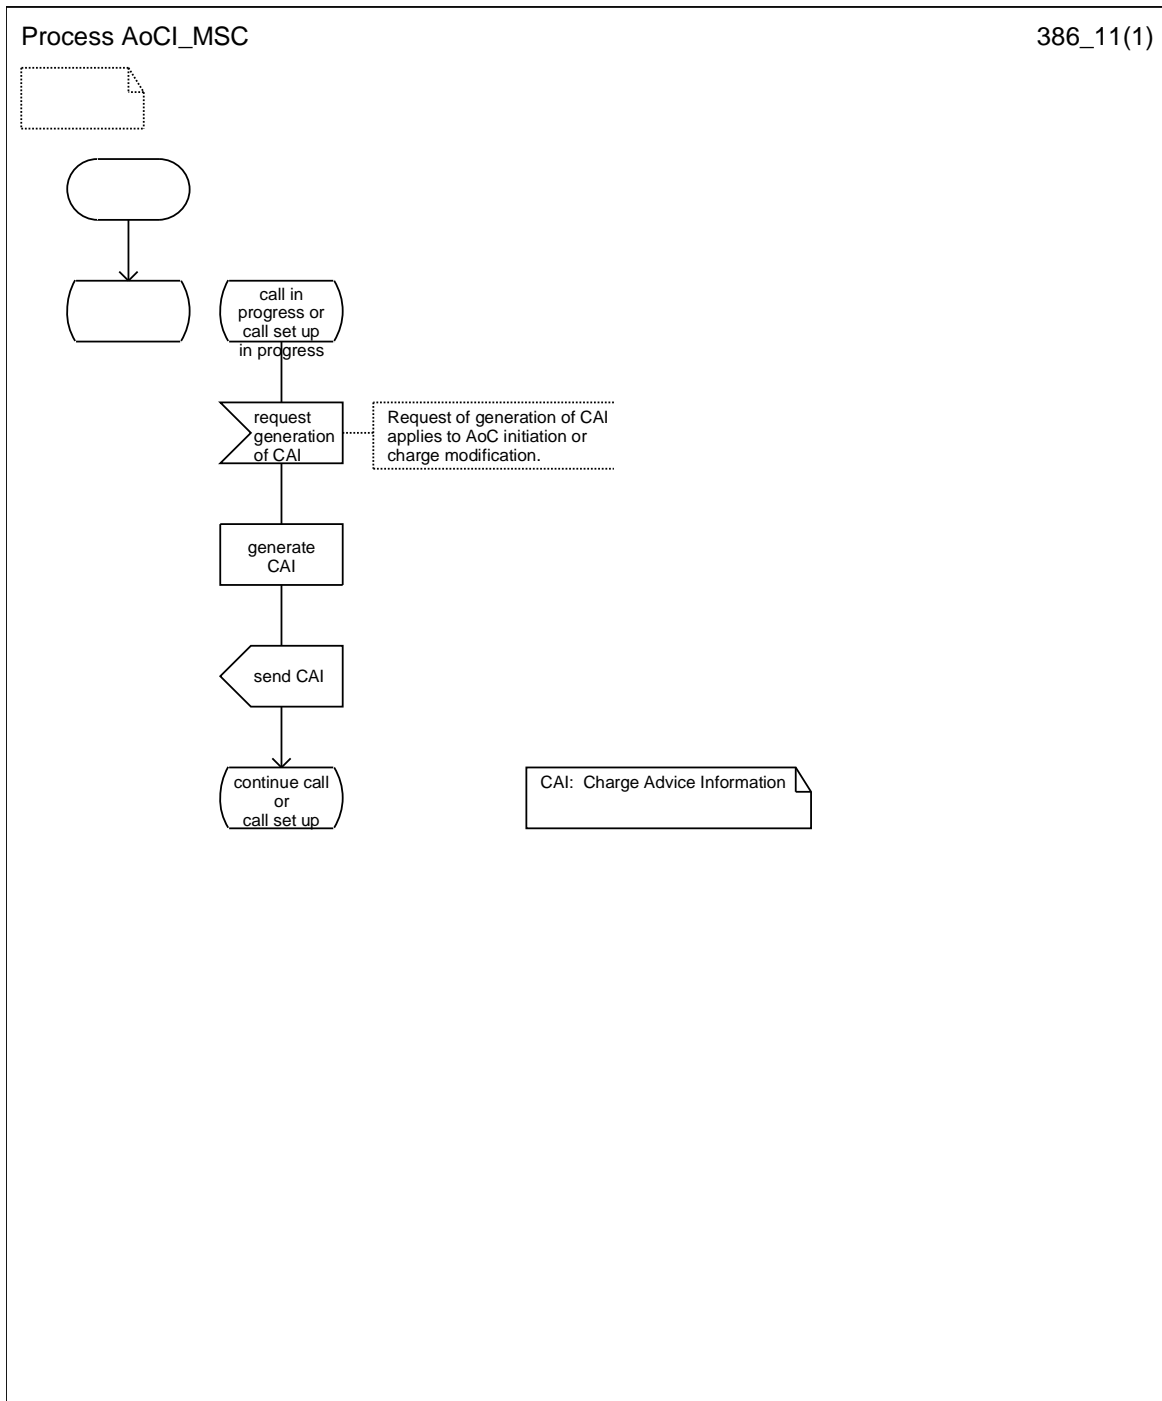 Process AoCI_MSC
386_11(1)
call in
progress or
call set up
in progress
request
generation
of CAI
Request of generation of CAI
applies to AoC initiation or
charge modification.
generate
CAI
send CAI
continue call
or
call set up
CAI:  Charge Advice Information